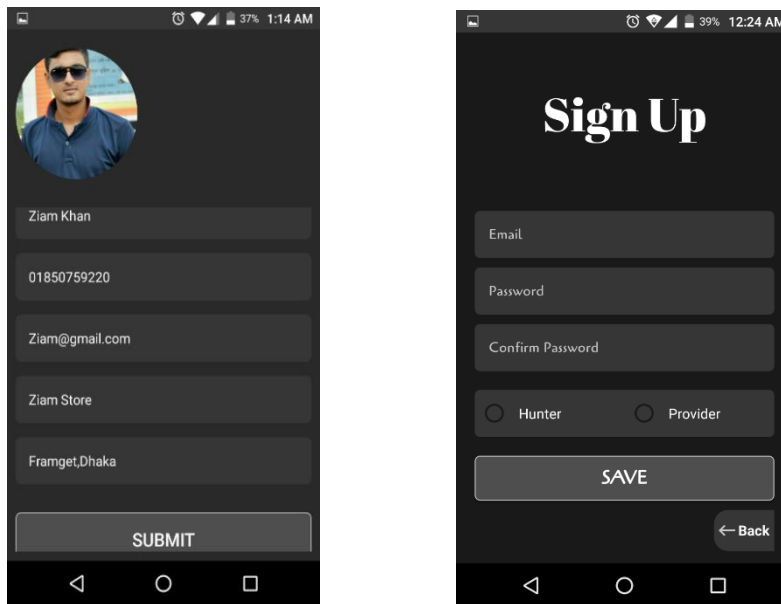 37% 1:14 AM
Ziam Khan
01850759220
Ziam@gmail.com
Ziam Store
Framget,Dhaka
SUBMIT
39% 12:24 AM
Sign Up
Email
Password
Confirm Password
Hunter Provider
SAVE
←Back